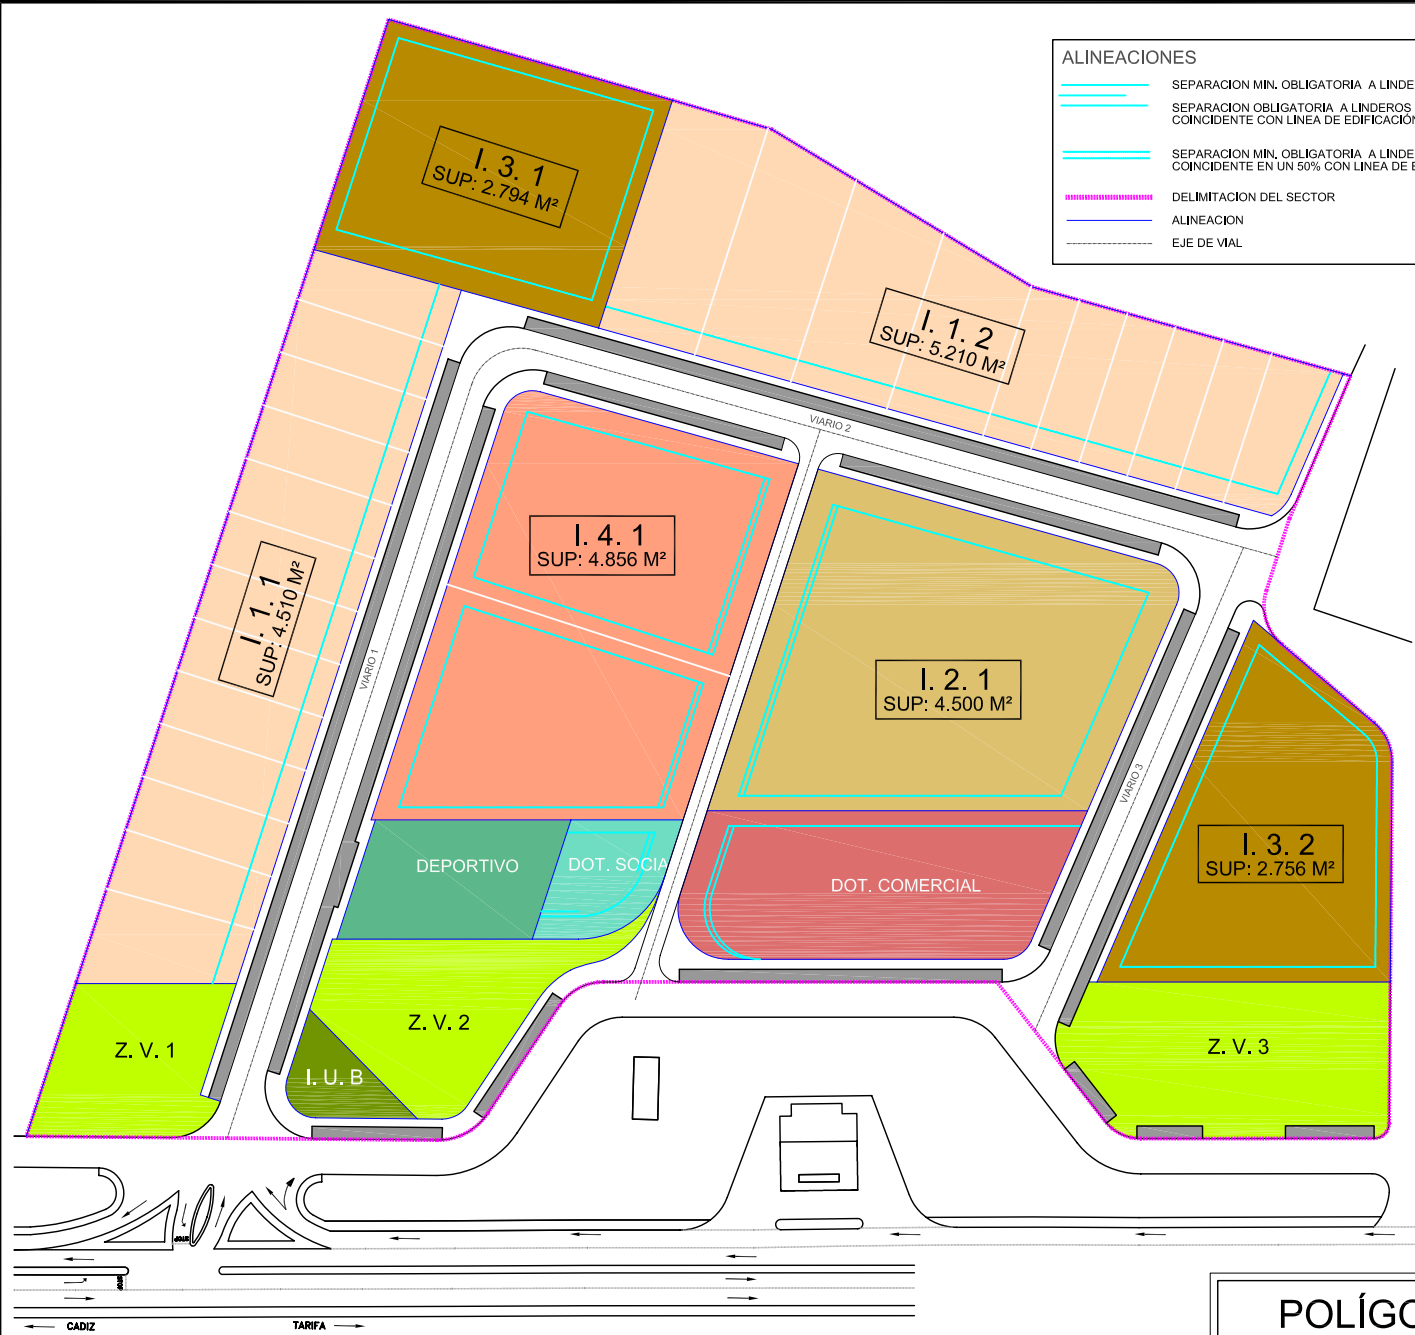 ALINEACIONES
SEPARACION MIN. OBLIGATORIA A LINDE
SEPARACION OBLIGATORIA A LINDEROS
COINCIDENTE CON LINEA DE EDIFICACIÓN
SEPARACION MIN. OBLIGATORIA A LINDE
COINCIDENTE EN UN 50% CON LINEA DE E
DELIMITACION DEL SECTOR
ALINEACION
EJE DE VIAL
I. 3. 1
SUP: 2.794 M²
I. 1. 2
SUP: 5.210 M²
VIARIO 2
I. 4. 1
SUP: 4.856 M²
I. 1. 1
SUP: 4.510 M²
VIARIO 1
I. 2. 1
SUP: 4.500 M²
VIARIO 3
I. 3. 2
SUP: 2.756 M²
DEPORTIVO
DOT. SOCIA
DOT. COMERCIAL
Z. V. 1
Z. V. 2
Z. V. 3
I. U. B
STOP
STOP
CADIZ
TARIFA
POLÍGO